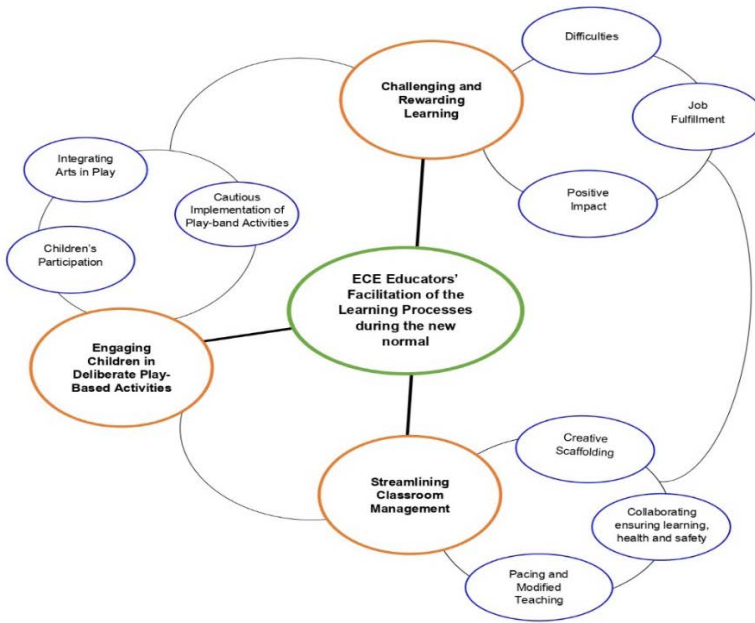 Difficulties
Challenging and
Rewarding
Learning
Job
Fulfillment
Positive
Impact
Integrating
Arts in Play
Cautious
Implementation of
Play-band Activities
Children's
Participation
ECE Educators'
Facilitation of the
Learning Processes
during the new
normal
Engaging
Children in
Deliberate Play-
Based Activities
Streamlining
Classroom
Management
Creative
Scaffolding
Collaborating
ensuring learning,
health and safety
Pacing and
Modified
Teaching